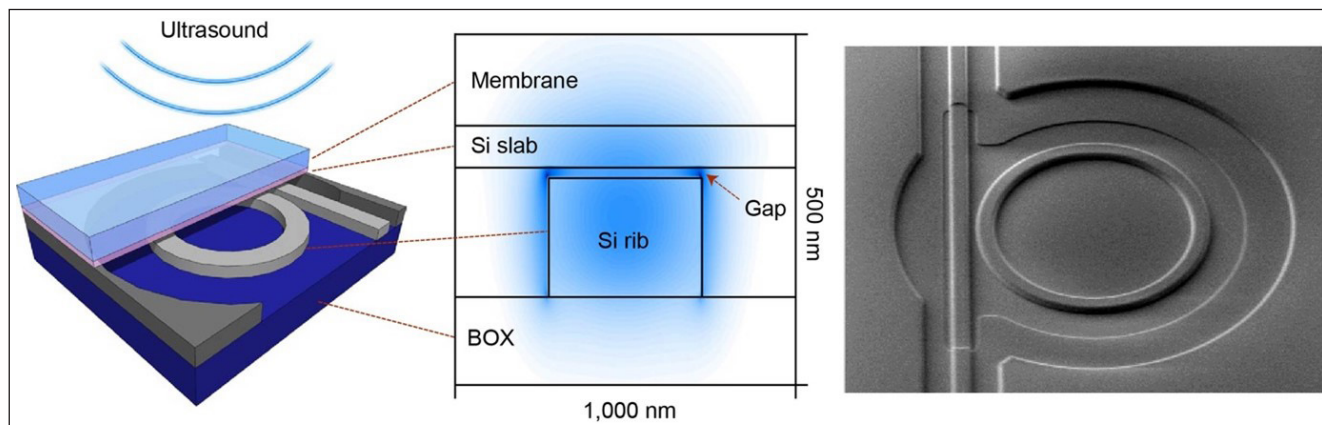 Ultrasound
Membrane
Si slab
Gap
Si rib
BOX
500 nm
1,000 nm